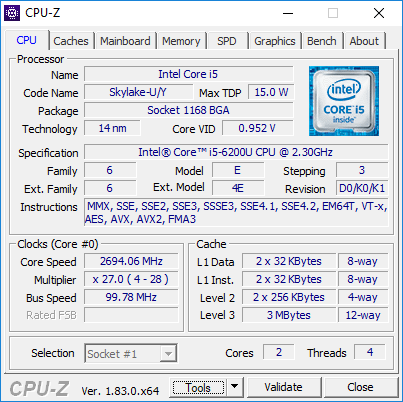 CPU-Z
CPU Caches Mainboard Memory SPD Graphics Bench About
Processor
Name Intel Core i5
Code Name Skylake-U/Y Max TDP 15.0 W
Package Socket 1168 BGA
Technology 14 nm Core VID 0.952 V
intel
CORE i5
inside™
Specification Intel® Core™ i5-6200U CPU @ 2.30GHz
Family 6 Model E Stepping 3
Ext. Family 6 Ext. Model 4E Revision D0/K0/K1
Instructions MMX, SSE, SSE2, SSE3, SSSE3, SSE4.1, SSE4.2, EM64T, VT-x,
AES, AVX, AVX2, FMA3
Clocks (Core #0)
Core Speed 2694.06 MHz
Multiplier x 27.0 ( 4 - 28 )
Bus Speed 99.78 MHz
Rated FSB
Cache
L1 Data 2 x 32 KBytes 8-way
L1 Inst. 2 x 32 KBytes 8-way
Level 2 2 x 256 KBytes 4-way
Level 3 3 MBytes 12-way
Selection Socket #1 Cores 2 Threads 4
CPU-Z Ver. 1.83.0.x64 Tools Validate Close